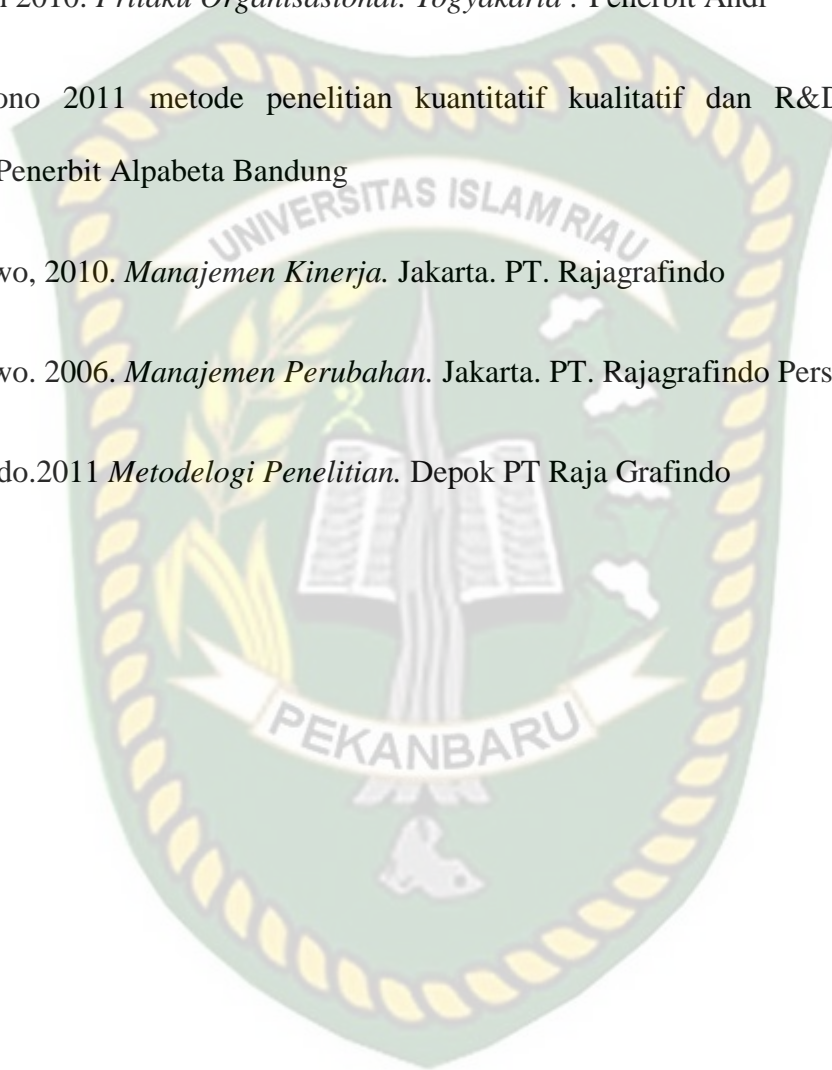 2010. Prilaku Organisasional. Yogyakarta : Penerbit Andi
ono 2011 metode penelitian kuantitatif kualitatif dan R&D
Penerbit Alpabeta Bandung
UNIVERSITAS ISLAM RIAU
wo, 2010. Manajemen Kinerja. Jakarta. PT. Rajagrafindo
wo. 2006. Manajemen Perubahan. Jakarta. PT. Rajagrafindo Pers
do.2011 Metodelogi Penelitian. Depok PT Raja Grafindo
PEKANBARU